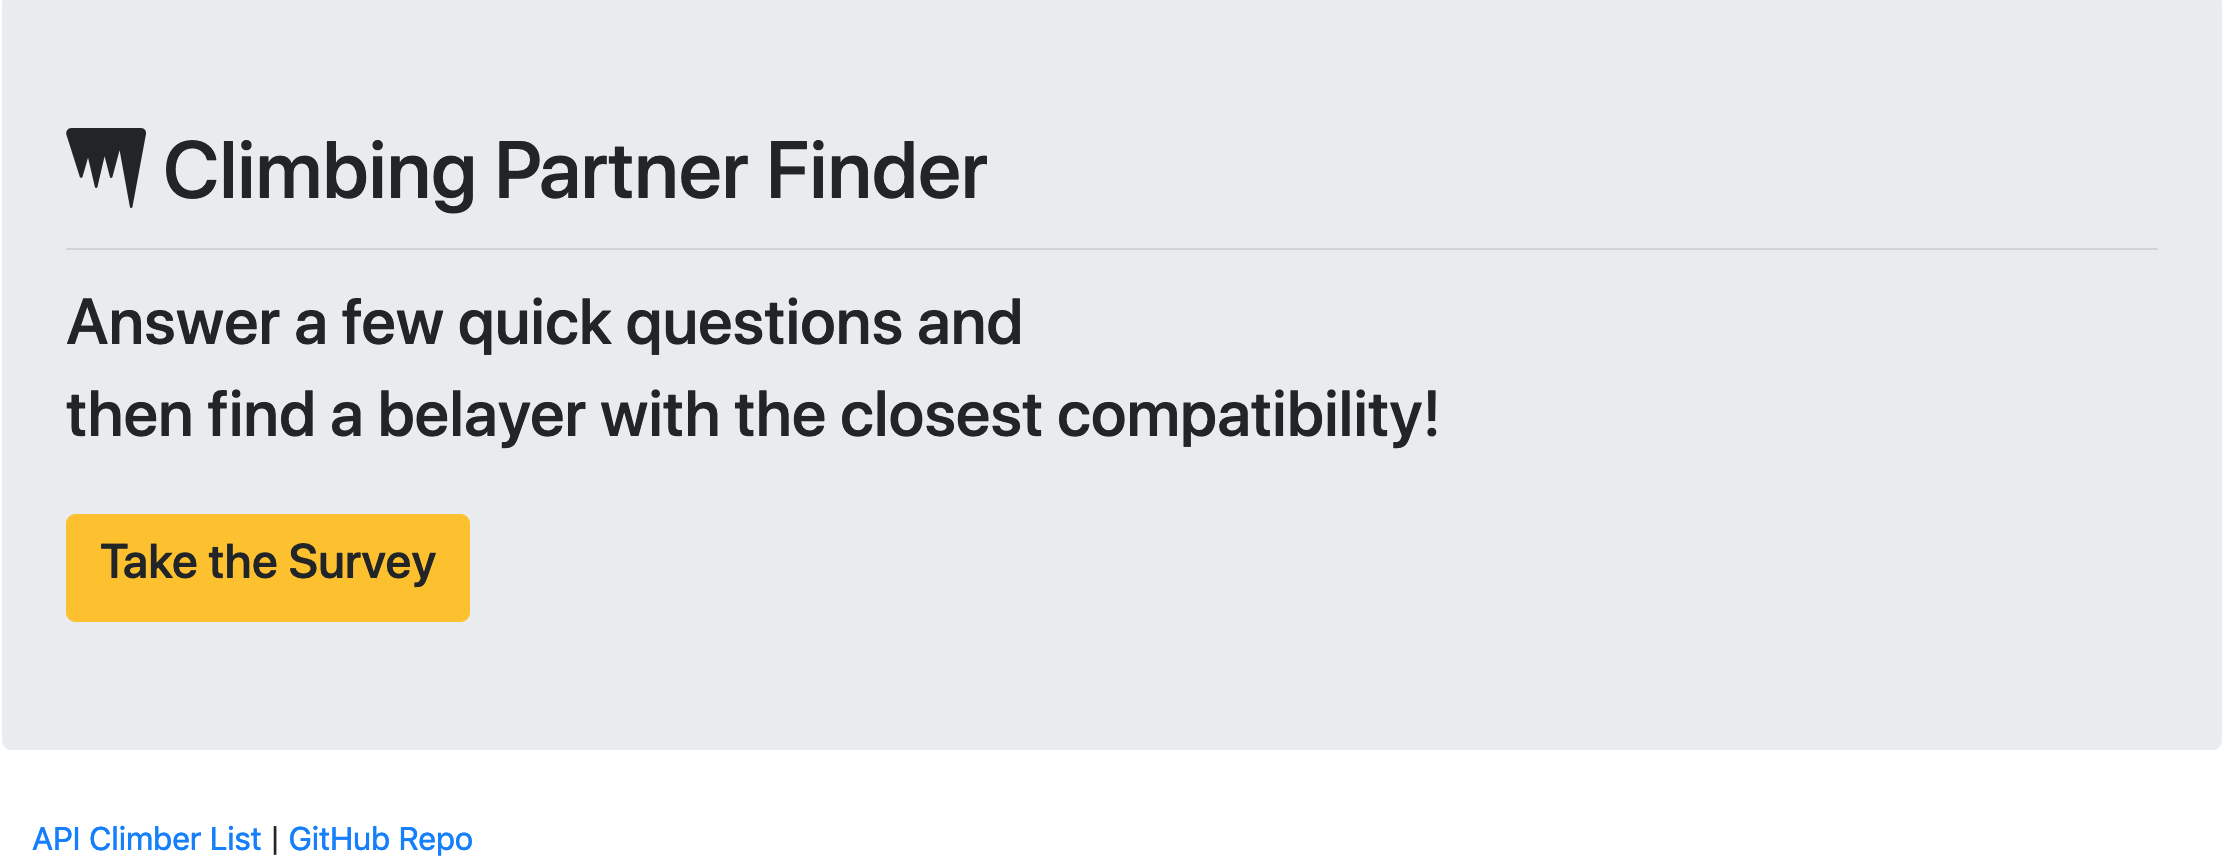 Climbing Partner Finder
Answer a few quick questions and
then find a belayer with the closest compatibility!
Take the Survey
API Climber List | GitHub Repo